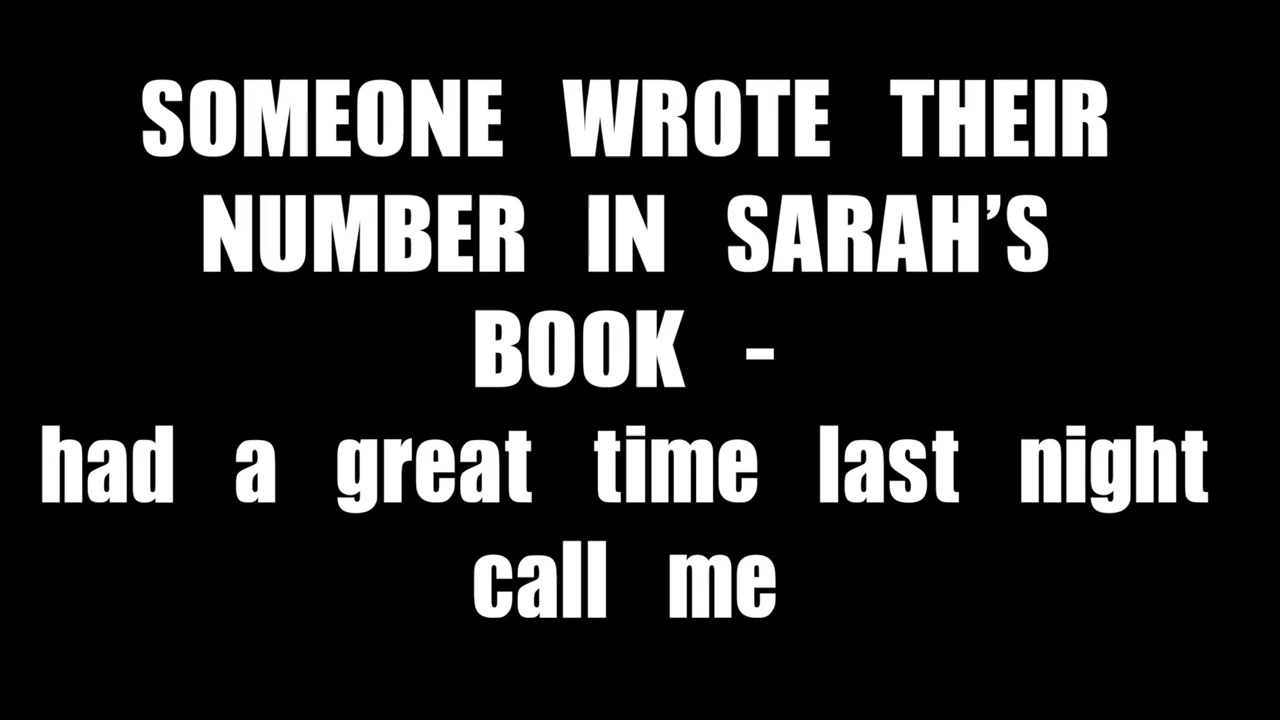 SOMEONE WROTE THEIR
NUMBER IN SARAH’S
BOOK -
had a great time last night
call me